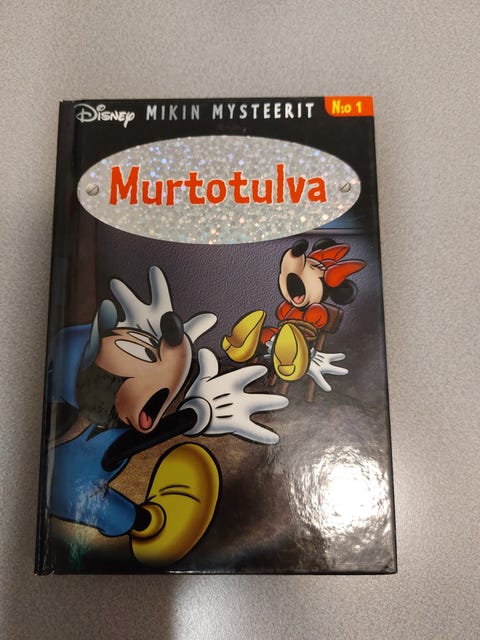 Disney MIKIN MYSTEERIT N:o 1
Murtotulva